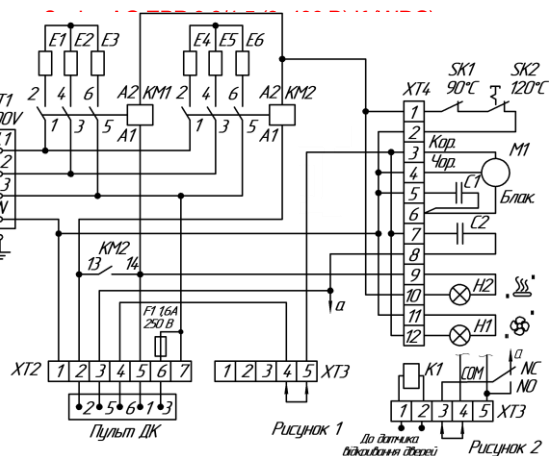 E1 E2 E3 E4 E5 E6
2 4 6 A2 KM1 2 4 6 A2 KM2
1 3 5 A1 1 3 5 A1
XT4 SK1 90°C SK2 120°C
1
2
3 Кор.
4 Чор. M1
5 C1
6 Блак.
7 C2
8
9
10 H2
11
12 H1
N
KM2
13 14
a
F1 1,6A
250 В
XT2 1 2 3 4 5 6 7
2 5 6 1 3
Пульт ДК
1 2 3 4 5 XT3
Рисунок 1
K1 COM a NC
NO
1 2 3 4 5 XT3
До датчика
відкривання дверей
Рисунок 2